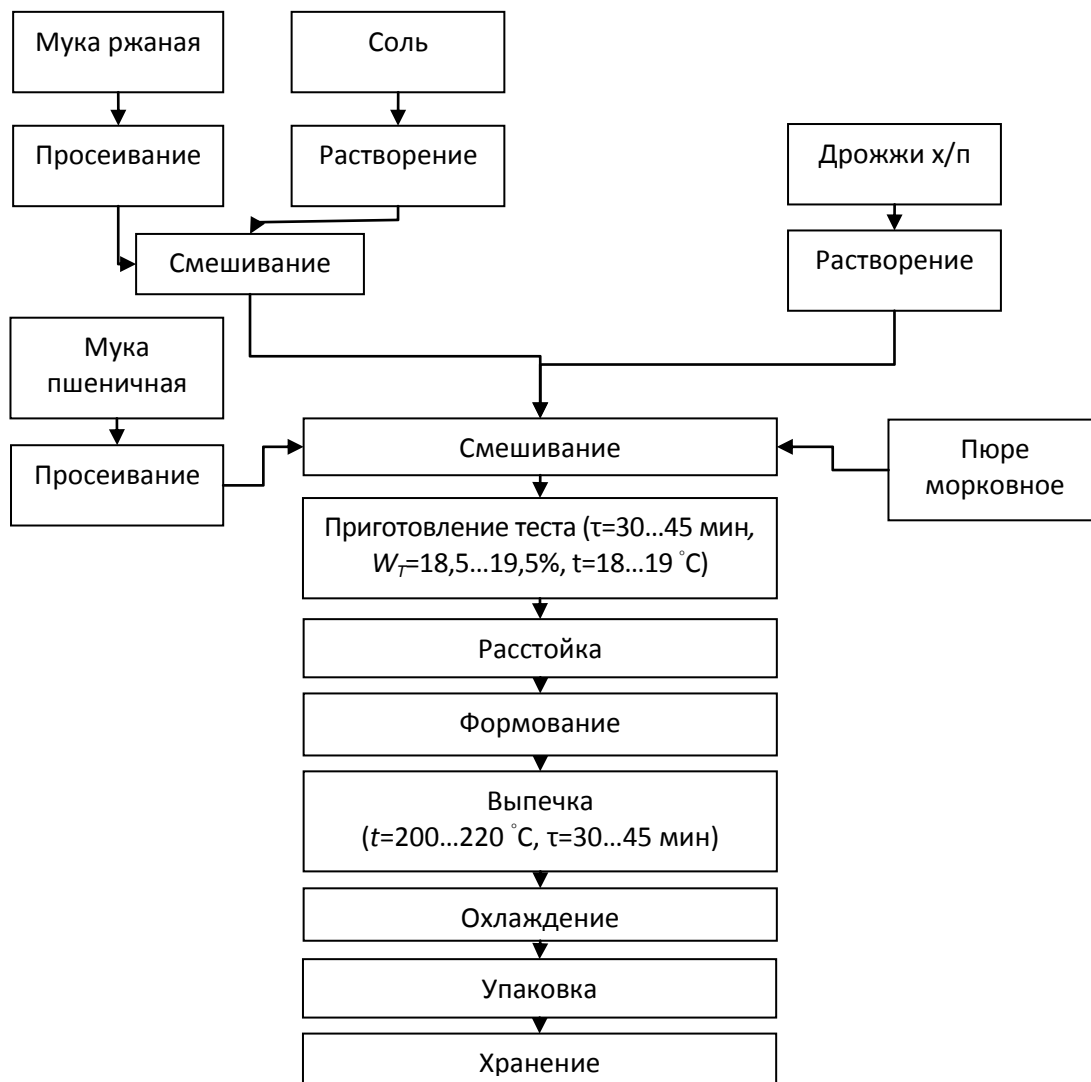 Мука ржаная
Соль
Просеивание
Растворение
Дрожжи х/п
Смешивание
Растворение
Мука
пшеничная
Просеивание
Смешивание
Пюре
морковное
Приготовление теста (τ=30...45 мин,
W_T=18,5...19,5%, t=18...19 °С)
Расстойка
Формование
Выпечка
(t=200...220 °С, τ=30...45 мин)
Охлаждение
Упаковка
Хранение